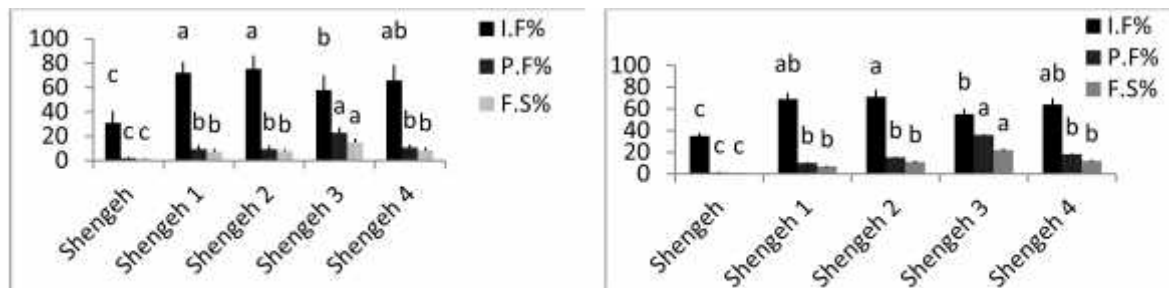 a a b ab
I.F%
P.F%
F.S%
100
80
60
40
20
0
c
c c
b b
b b
a a
b b
Shengeh
Shengeh 1
Shengeh 2
Shengeh 3
Shengeh 4
ab a b ab
I.F%
P.F%
F.S%
100
80
60
40
20
0
c
c c
b b
b b
a a
b b
Shengeh
Shengeh 1
Shengeh 2
Shengeh 3
Shengeh 4